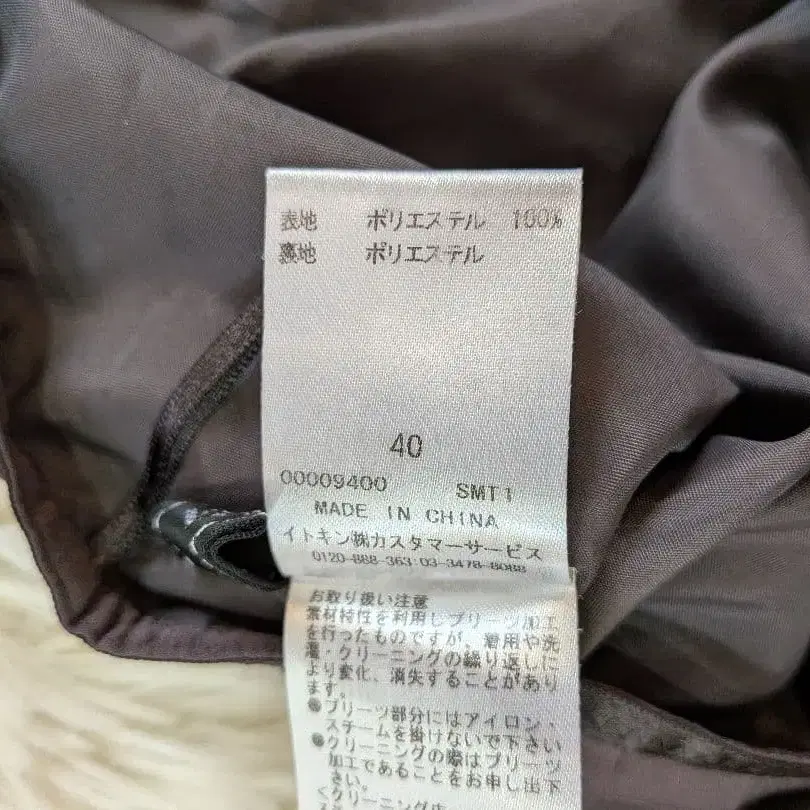 表地 ポリエステル 100%
裏地 ポリエステル
40
00009400 SMT1
MADE IN CHINA
イトキン㈱カスタマーサービス
0120-888-363:03-3478-8088
お取り扱い注意
素材特性を利用しプリーツ加工
を行ったものですが、着用や洗
濯・クリーニングの繰り返しに
より変化、消失することがあり
ます。
●プリーツ部分にはアイロン・
スチームを掛けないで下さい
●クリーニングの際はプリーツ
加工であることをお申し出下
さい。
<クリーニング店